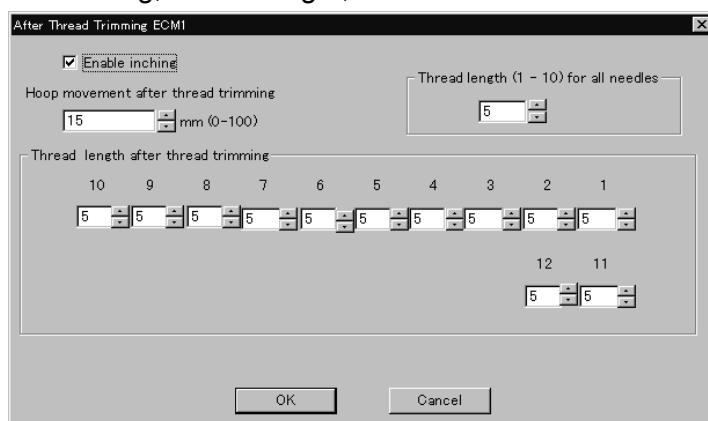 After Thread Trimming ECM1
Enable inching
Thread length (1 - 10) for all needles
5
Hoop movement after thread trimming
15 mm (0-100)
Thread length after thread trimming
10 9 8 7 6 5 4 3 2 1
5 5 5 5 5 5 5 5 5 5
12 11
5 5
OK Cancel